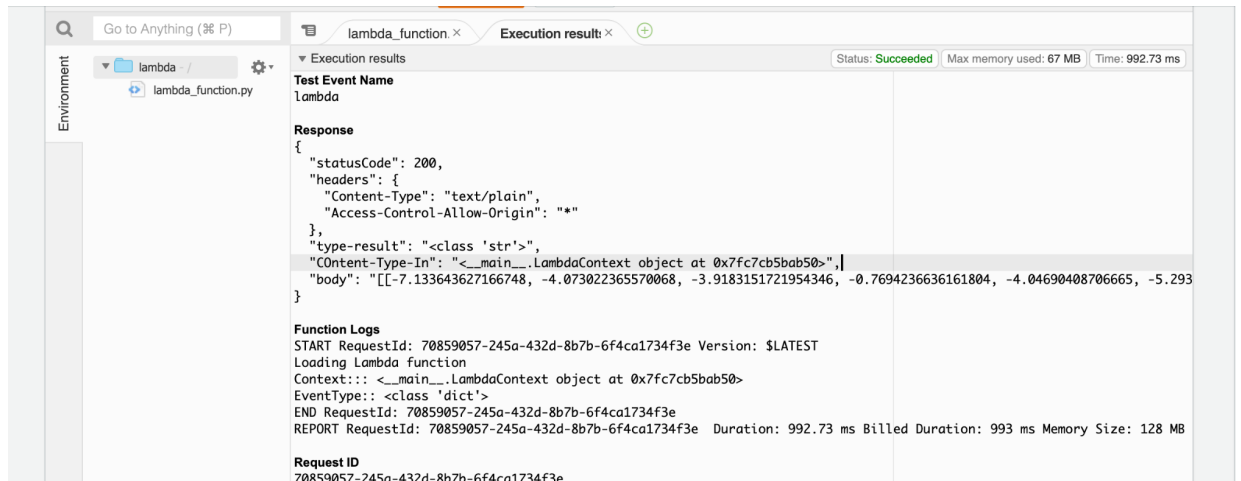 Go to Anything (⌘ P)
lambda_function.×
Execution results×
Environment
lambda - /
lambda_function.py
Execution results
Status: Succeeded
Max memory used: 67 MB
Time: 992.73 ms
Test Event Name
lambda
Response
{
"statusCode": 200,
"headers": {
"Content-Type": "text/plain",
"Access-Control-Allow-Origin": "*"
},
"type-result": "<class 'str'>",
"COntent-Type-In": "<__main__.LambdaContext object at 0x7fc7cb5bab50>",
"body": "[[-7.133643627166748, -4.073022365570068, -3.9183151721954346, -0.7694236636161804, -4.04690408706665, -5.293
}
Function Logs
START RequestId: 70859057-245a-432d-8b7b-6f4ca1734f3e Version: $LATEST
Loading Lambda function
Context::: <__main__.LambdaContext object at 0x7fc7cb5bab50>
EventType:: <class 'dict'>
END RequestId: 70859057-245a-432d-8b7b-6f4ca1734f3e
REPORT RequestId: 70859057-245a-432d-8b7b-6f4ca1734f3e Duration: 992.73 ms Billed Duration: 993 ms Memory Size: 128 MB
Request ID
70859057-245a-432d-8b7b-6f4ca1734f3e